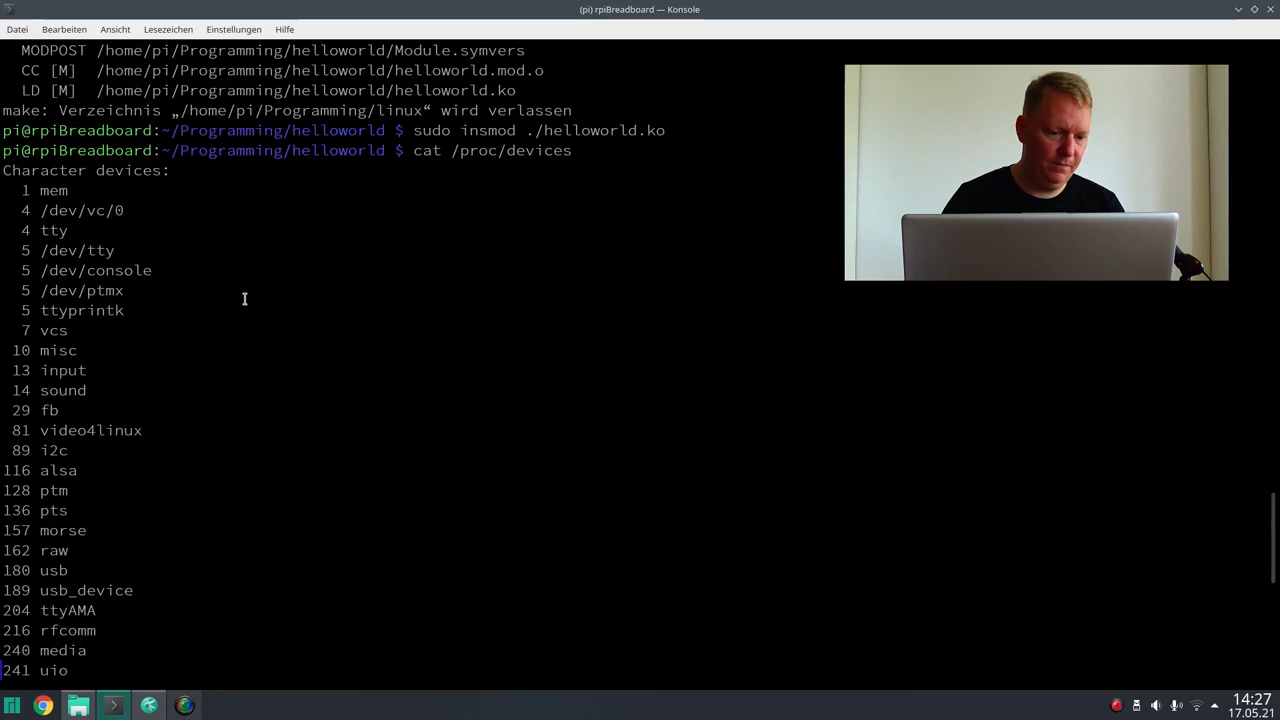 (pi) rpiBreadboard — Konsole
Datei Bearbeiten Ansicht Lesezeichen Einstellungen Hilfe
MODPOST /home/pi/Programming/helloworld/Module.symvers
CC [M] /home/pi/Programming/helloworld/helloworld.mod.o
LD [M] /home/pi/Programming/helloworld/helloworld.ko
make: Verzeichnis „/home/pi/Programming/linux“ wird verlassen
pi@rpiBreadboard:~/Programming/helloworld $ sudo insmod ./helloworld.ko
pi@rpiBreadboard:~/Programming/helloworld $ cat /proc/devices
Character devices:
1 mem
4 /dev/vc/0
4 tty
5 /dev/tty
5 /dev/console
5 /dev/ptmx
5 ttyprintk
7 vcs
10 misc
13 input
14 sound
29 fb
81 video4linux
89 i2c
116 alsa
128 ptm
136 pts
157 morse
162 raw
180 usb
189 usb_device
204 ttyAMA
216 rfcomm
240 media
241 uio
14:27
17.05.21